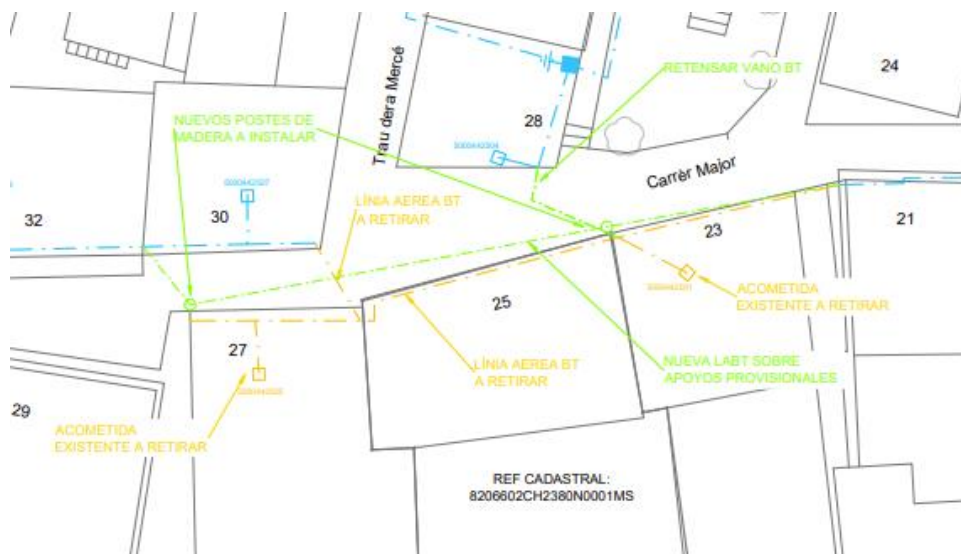 24
RETENSAR VANO BT
NUEVOS POSTES DE
MADERA A INSTALAR
28
Trau dera Mercé
Carrèr Major
LÍNIA AEREA BT
A RETIRAR
32
30
23
21
ACOMETIDA
EXISTENTE A RETIRAR
25
27
LÍNIA AEREA BT
A RETIRAR
NUEVA LABT SOBRE
APOYOS PROVISIONALES
29
ACOMETIDA
EXISTENTE A RETIRAR
REF CADASTRAL:
8206602CH2380N0001MS